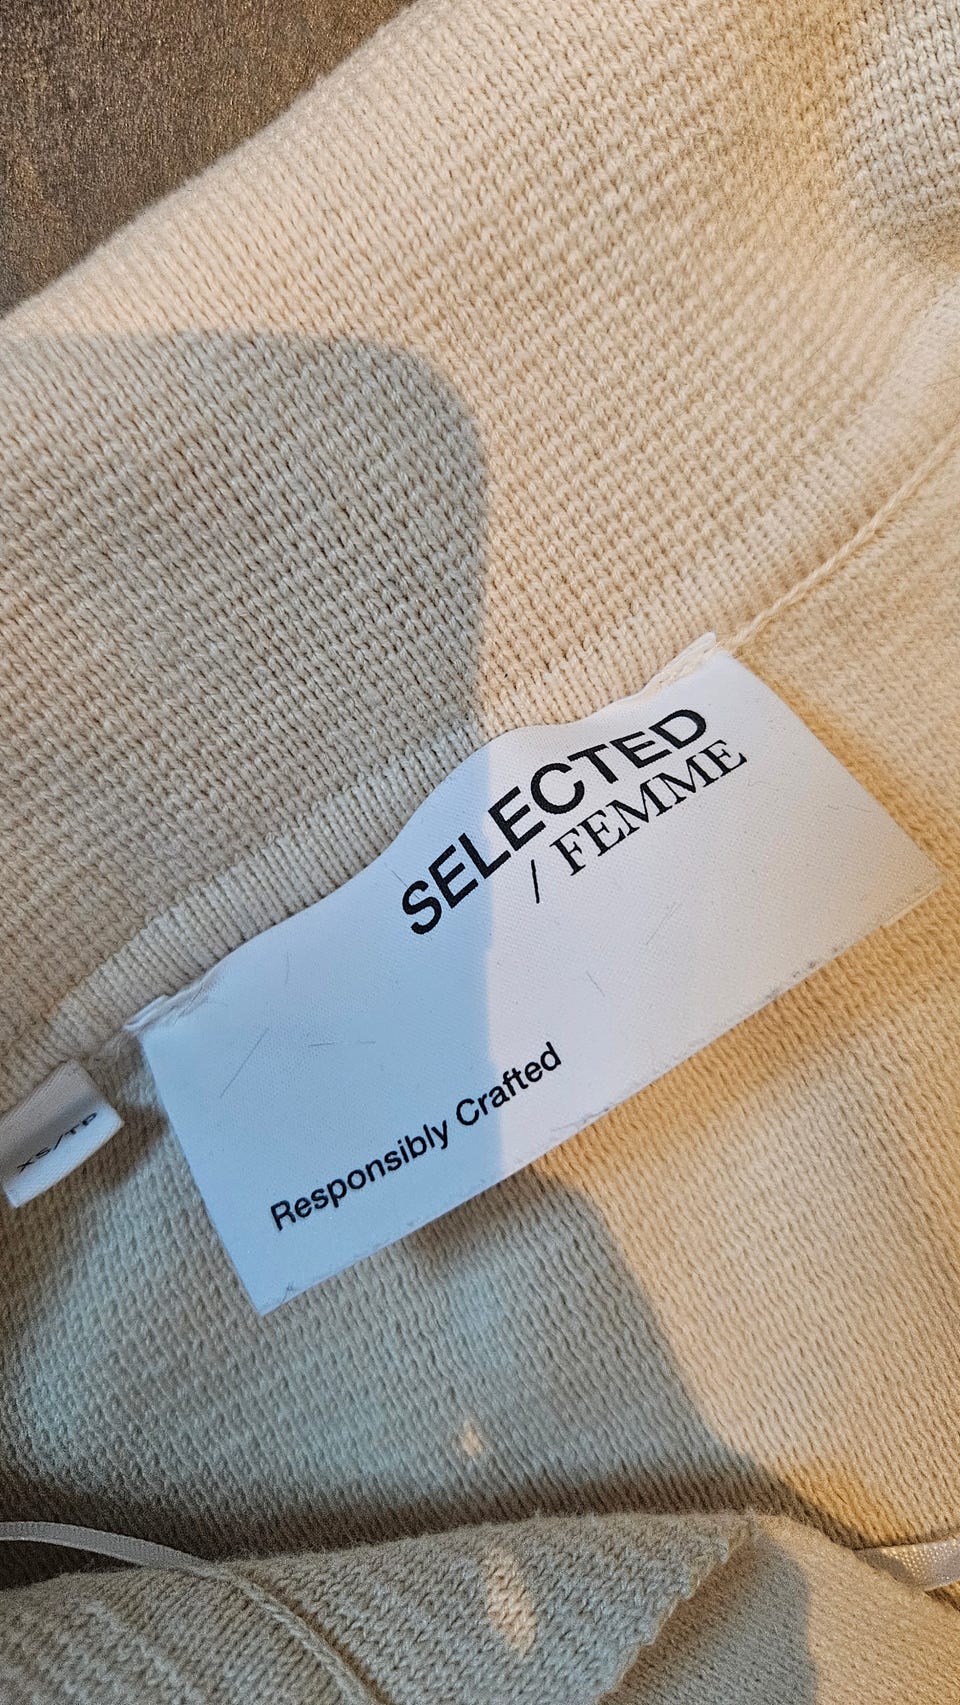 SELECTED
/ FEMME
Responsibly Crafted
XS/TP